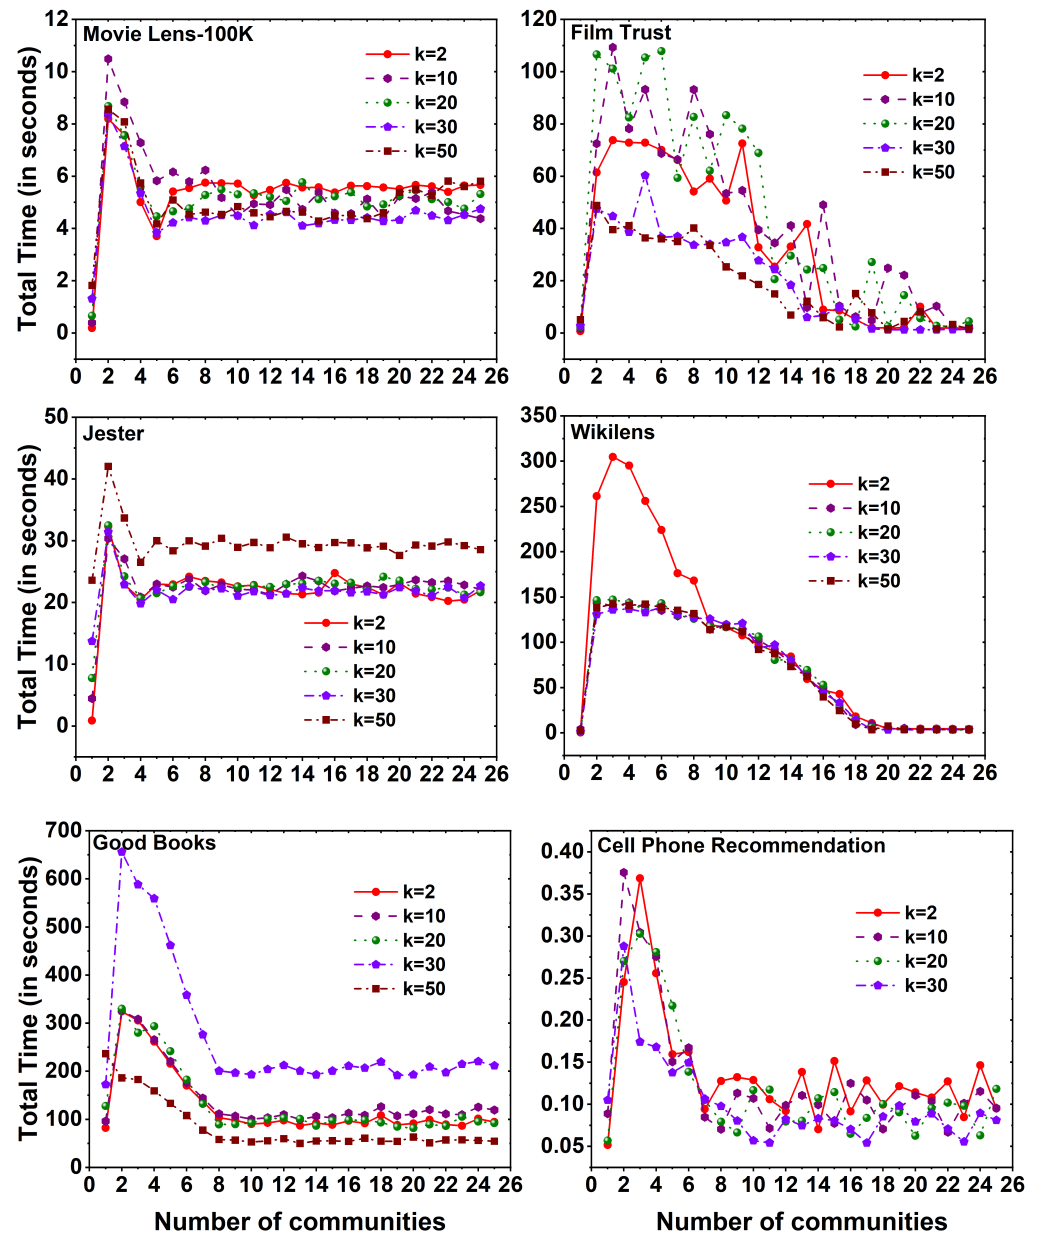 Movie Lens-100K
Total Time (in seconds)
12
10
8
6
4
2
0
0 2 4 6 8 10 12 14 16 18 20 22 24 26
k=2
k=10
k=20
k=30
k=50
Film Trust
120
100
80
60
40
20
0
0 2 4 6 8 10 12 14 16 18 20 22 24 26
k=2
k=10
k=20
k=30
k=50
Jester
Total Time (in seconds)
50
40
30
20
10
0
0 2 4 6 8 10 12 14 16 18 20 22 24 26
k=2
k=10
k=20
k=30
k=50
Wikilens
350
300
250
200
150
100
50
0
0 2 4 6 8 10 12 14 16 18 20 22 24 26
k=2
k=10
k=20
k=30
k=50
Good Books
Total Time (in seconds)
700
600
500
400
300
200
100
0
0 2 4 6 8 10 12 14 16 18 20 22 24 26
k=2
k=10
k=20
k=30
k=50
Number of communities
Cell Phone Recommendation
0.40
0.35
0.30
0.25
0.20
0.15
0.10
0.05
0 2 4 6 8 10 12 14 16 18 20 22 24 26
k=2
k=10
k=20
k=30
Number of communities